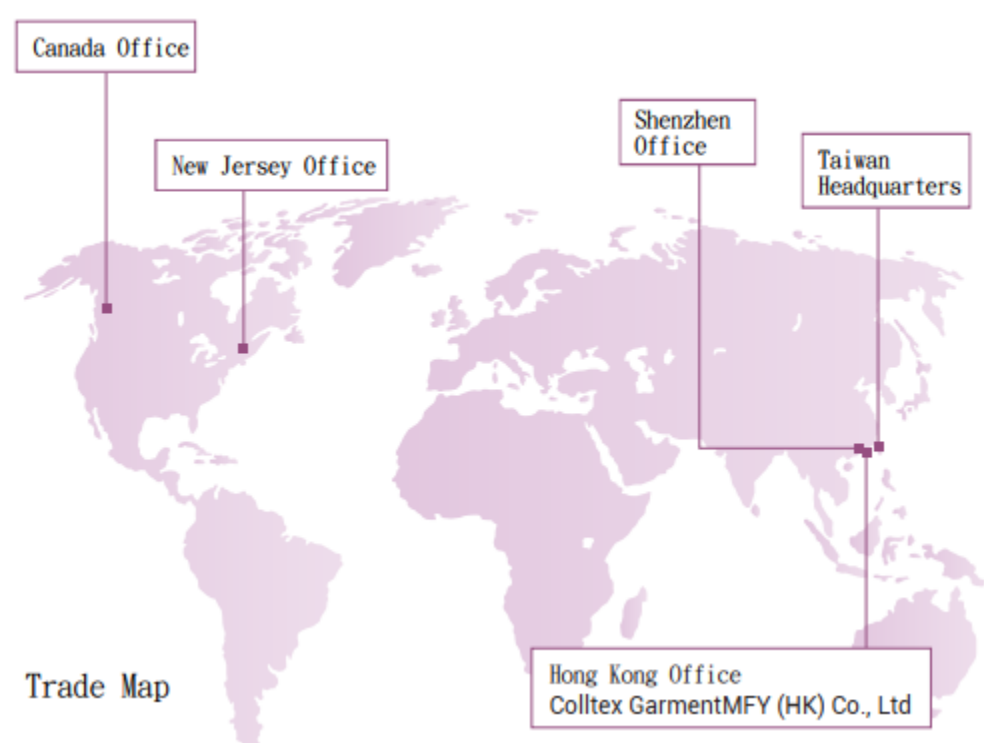 Canada Office
New Jersey Office
Shenzhen
Office
Taiwan
Headquarters
Trade Map
Hong Kong Office
Colltex GarmentMFY (HK) Co., Ltd